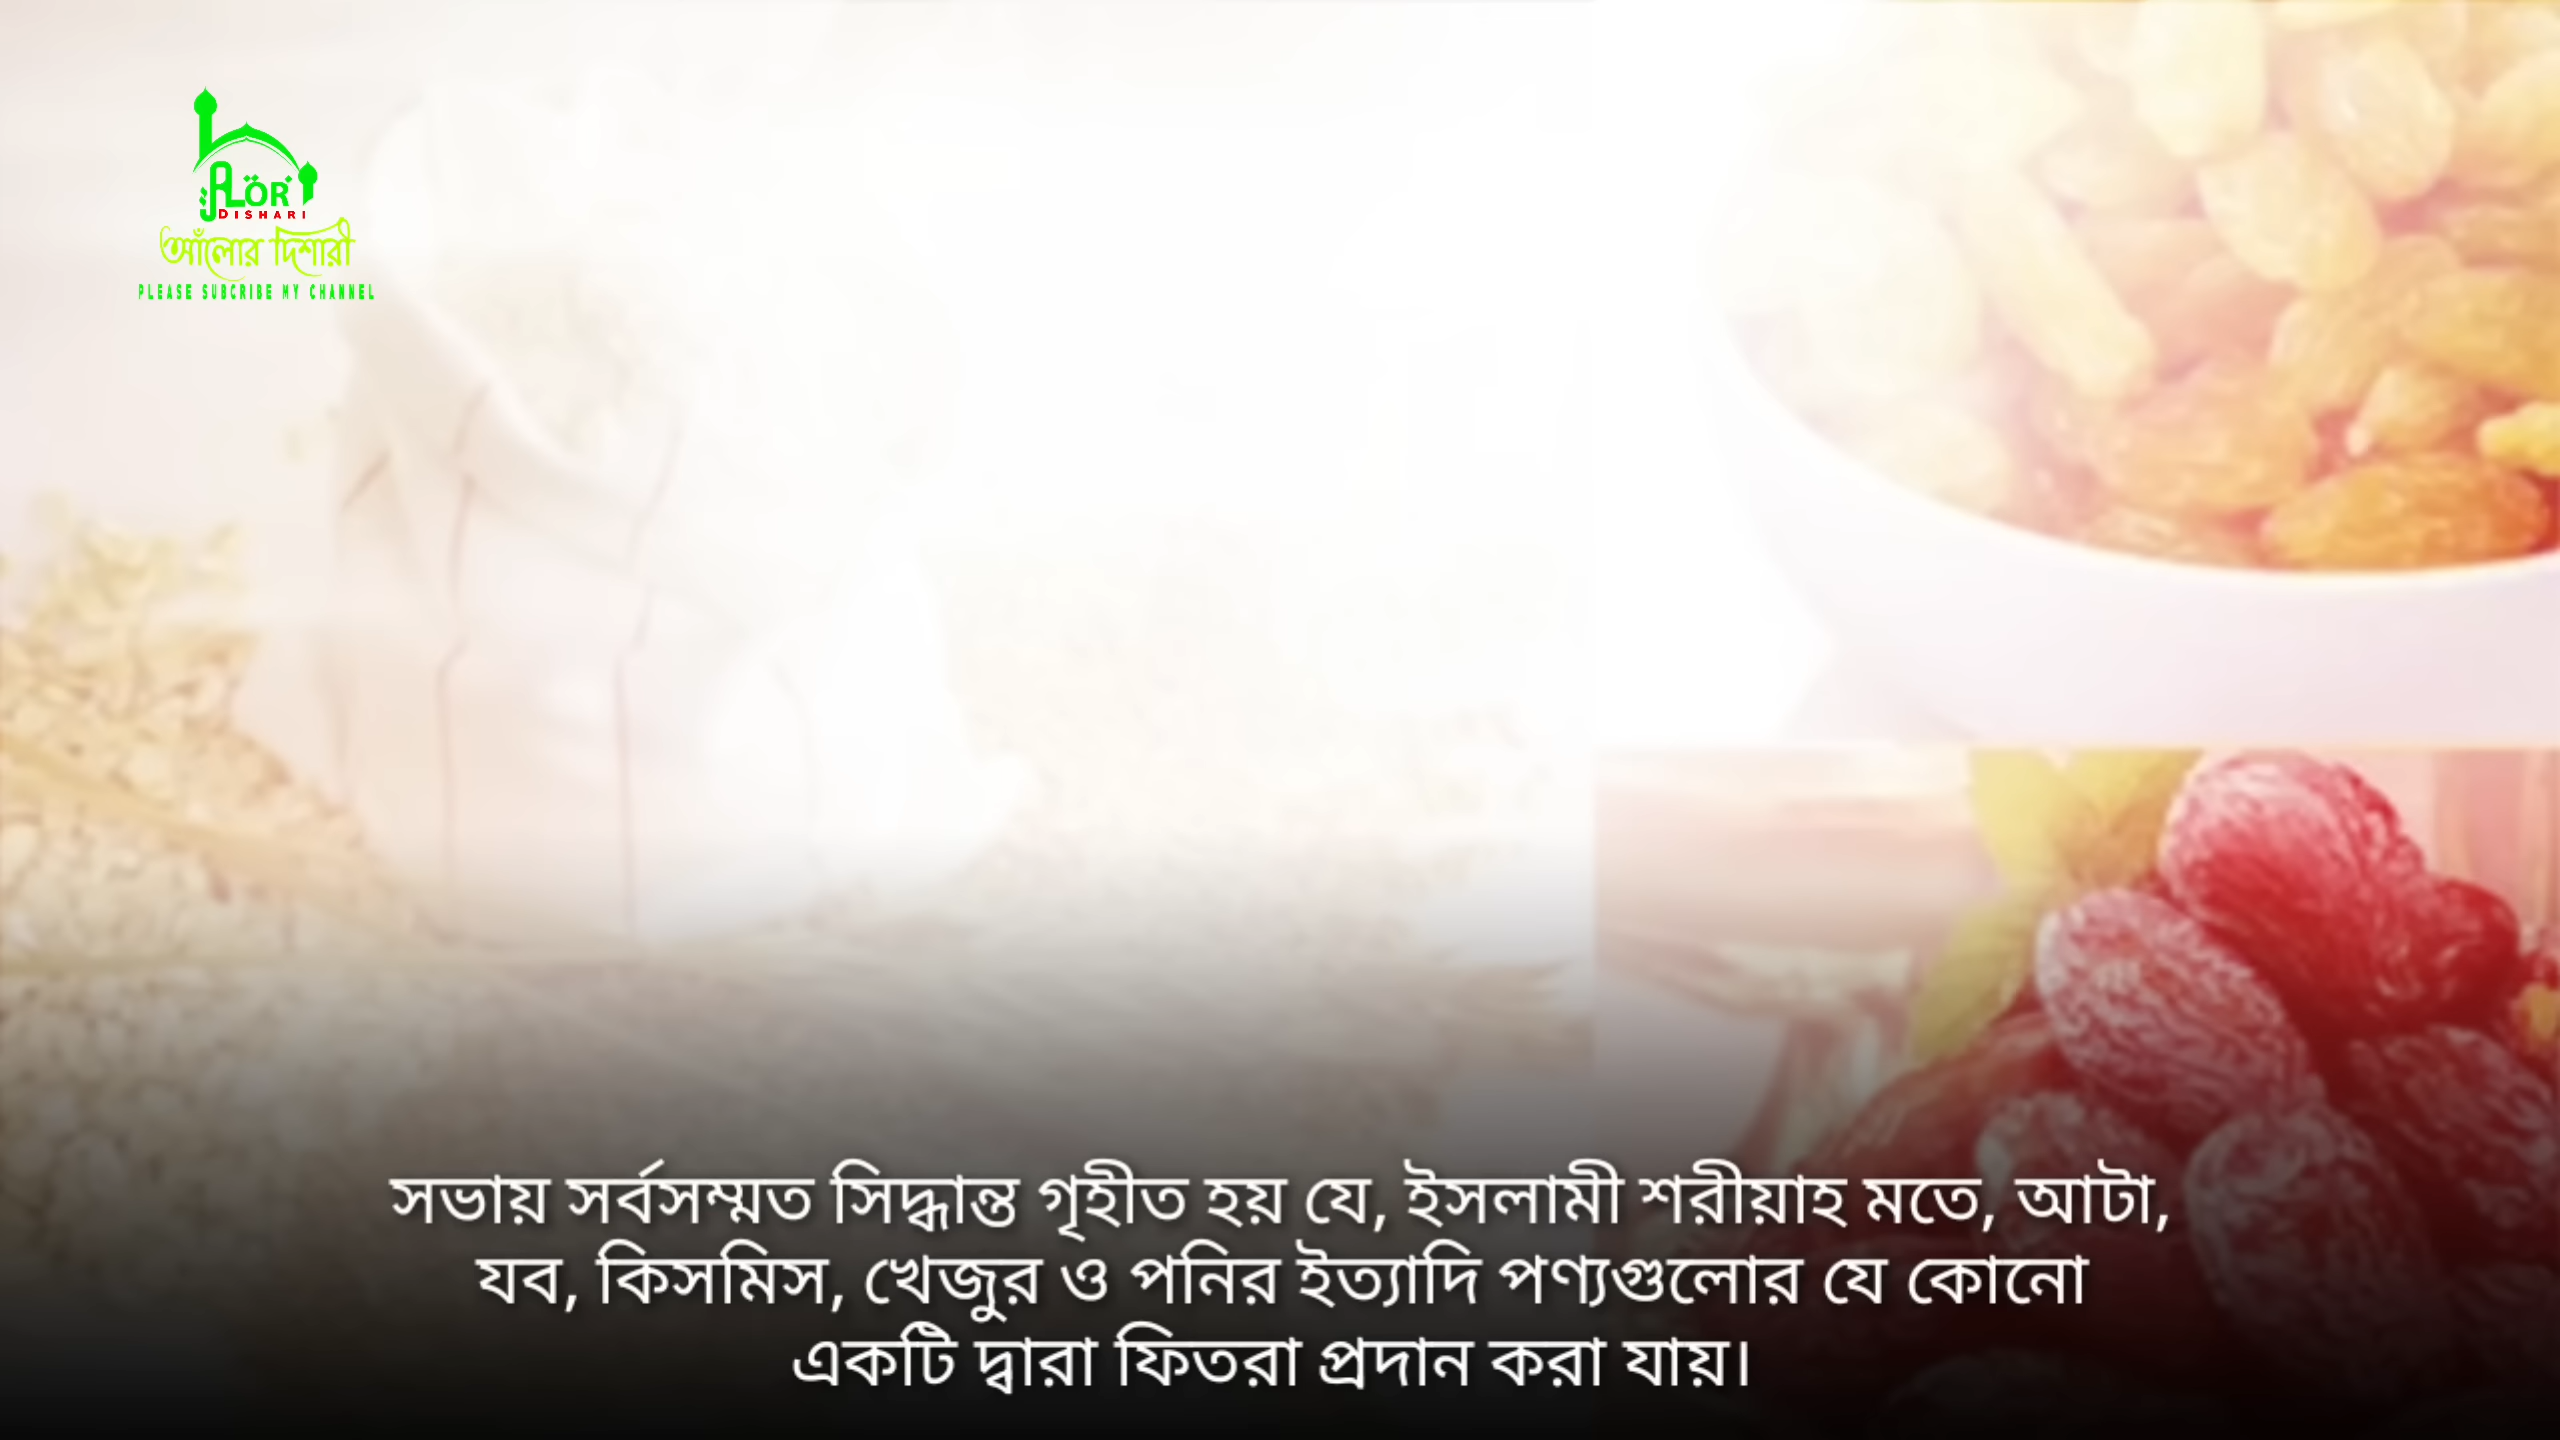 ALOR
DISHARI
আঁলোর দিশারী
PLEASE SUBCRIBE MY CHANNEL
সভায় সর্বসম্মত সিদ্ধান্ত গৃহীত হয় যে, ইসলামী শরীয়াহ মতে, আটা,
যব, কিসমিস, খেজুর ও পনির ইত্যাদি পণ্যগুলোর যে কোনো
একটি দ্বারা ফিতরা প্রদান করা যায়।